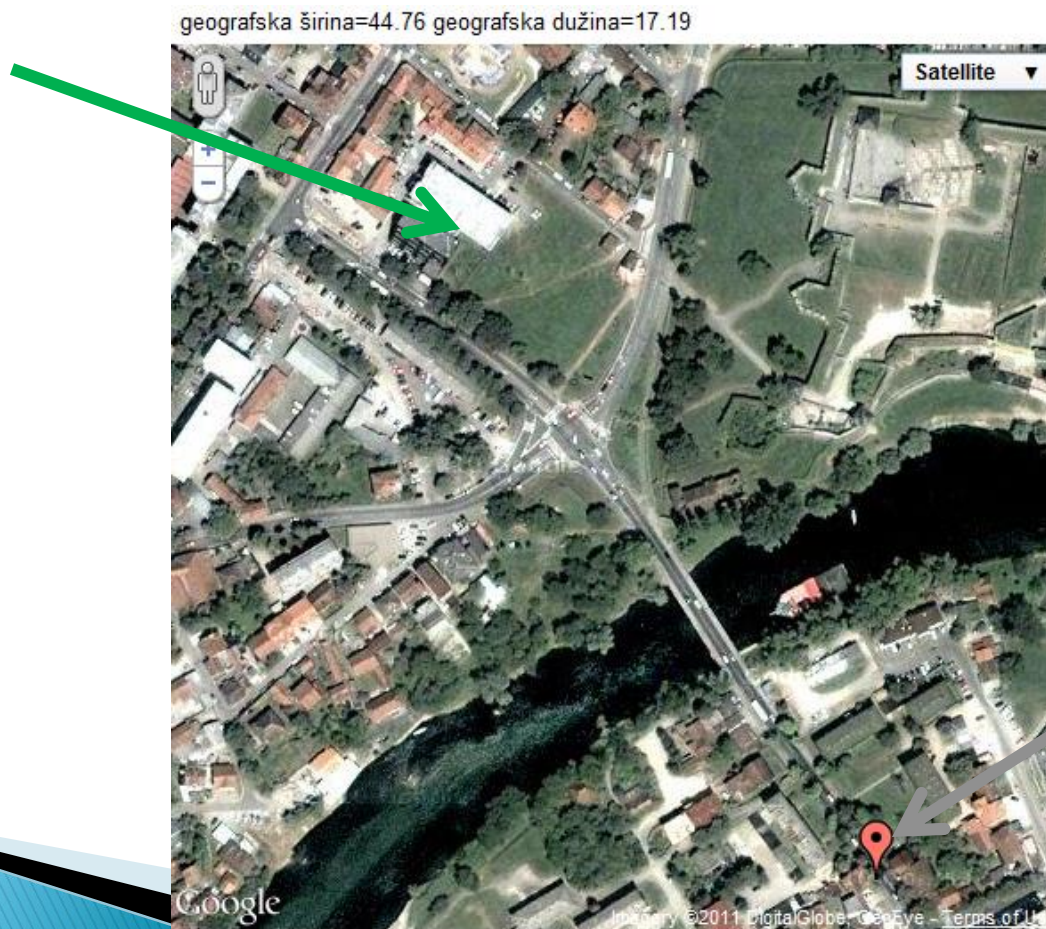 geografska širina=44.76 geografska dužina=17.19
Satellite ▼
+
−
Google
Imagery ©2011 DigitalGlobe, GeoEye - Terms of U